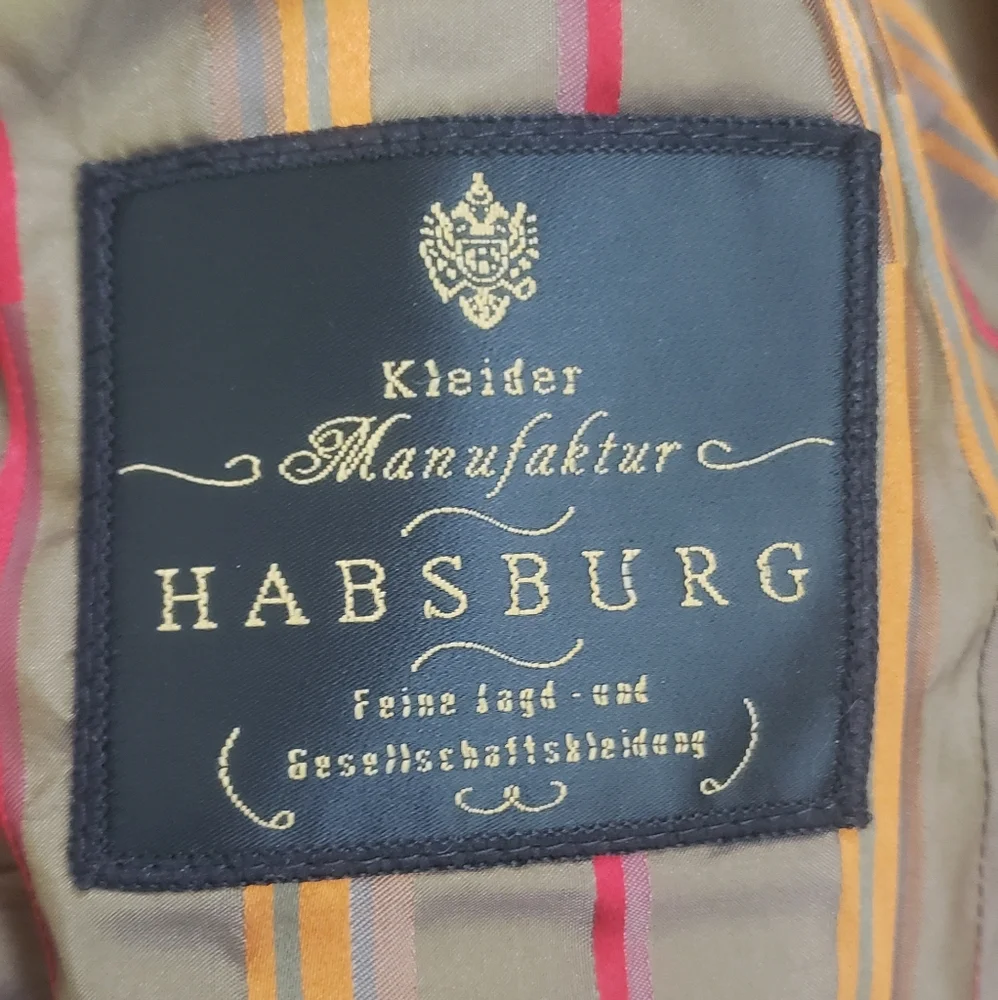 Kleider
Manufaktur
HABSBURG
Feine Jagd - und
Gesellschaftskleidung